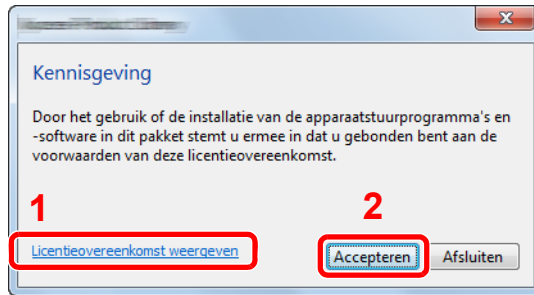 Kennisgeving
Door het gebruik of de installatie van de apparaatstuurprogramma's en
-software in dit pakket stemt u ermee in dat u gebonden bent aan de
voorwaarden van deze licentieovereenkomst.
1
2
Licentieovereenkomst weergeven
Accepteren
Afsluiten